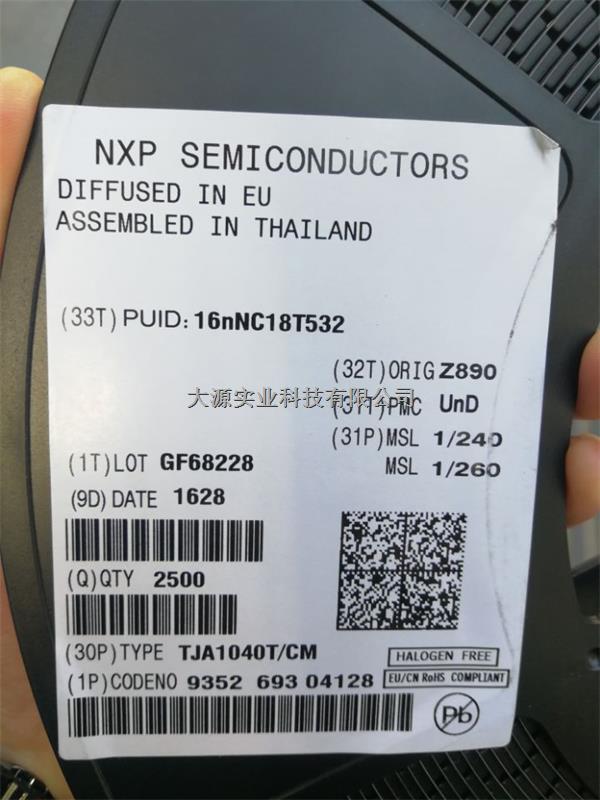 NXP SEMICONDUCTORS
DIFFUSED IN EU
ASSEMBLED IN THAILAND
(33T) PUID: 16nNC18T532
(32T)ORIG Z890
大源实业科技有限公司
PMC UnD
(31P)MSL 1/240
(1T)LOT GF68228
MSL 1/260
(9D) DATE 1628
(Q)QTY 2500
(30P)TYPE TJA1040T/CM
HALOGEN FREE
(1P)CODENO 9352 693 04128
EU/CN RoHS COMPLIANT
Pb